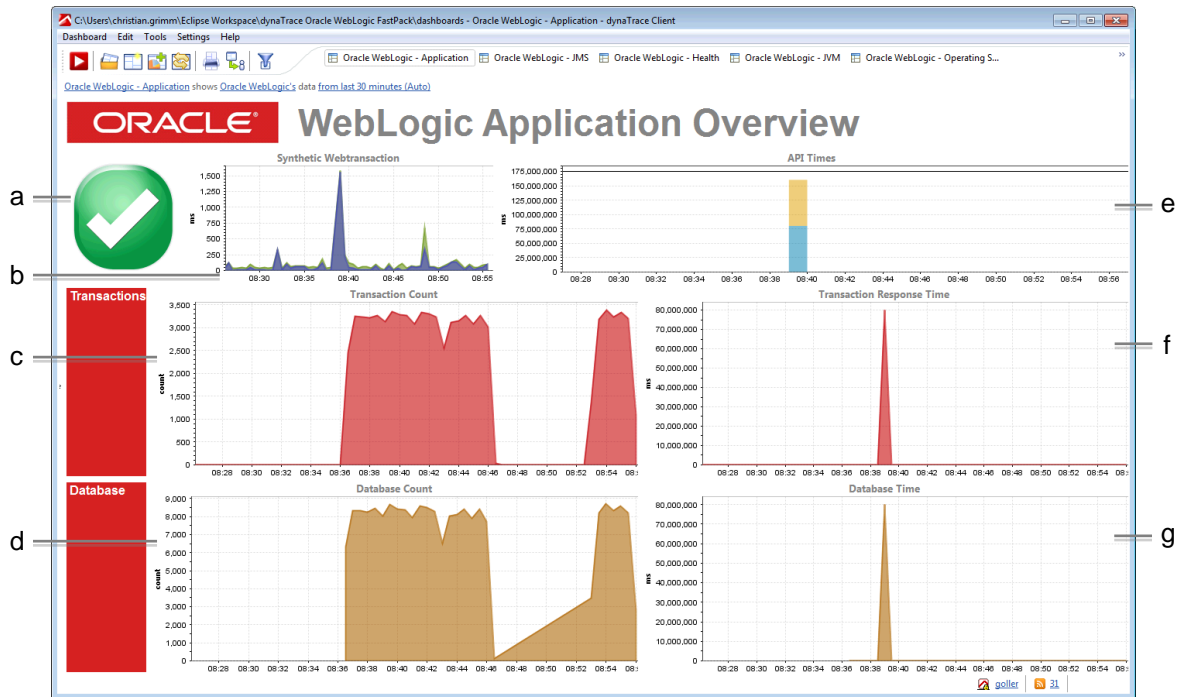 C:\Users\christian.grimm\Eclipse Workspace\dynaTrace Oracle WebLogic FastPack\dashboards - Oracle WebLogic - Application - dynaTrace Client
Dashboard Edit Tools Settings Help
Oracle WebLogic - Application Oracle WebLogic - JMS Oracle WebLogic - Health Oracle WebLogic - JVM Oracle WebLogic - Operating S... »
Oracle WebLogic - Application shows Oracle WebLogic's data from last 30 minutes (Auto)
ORACLE® WebLogic Application Overview
Synthetic Webtransaction
1,500
1,250
1,000
750
500
250
0
ms
08:30 08:35 08:40 08:45 08:50 08:55
API Times
175,000,000
150,000,000
125,000,000
100,000,000
75,000,000
50,000,000
25,000,000
0
ms
08:28 08:30 08:32 08:34 08:36 08:38 08:40 08:42 08:44 08:46 08:48 08:50 08:52 08:54 08:56
Transactions
Transaction Count
3,500
3,000
2,500
2,000
1,500
1,000
500
0
count
08:28 08:30 08:32 08:34 08:36 08:38 08:40 08:42 08:44 08:46 08:48 08:50 08:52 08:54
Transaction Response Time
80,000,000
70,000,000
60,000,000
50,000,000
40,000,000
30,000,000
20,000,000
10,000,000
0
ms
08:28 08:30 08:32 08:34 08:36 08:38 08:40 08:42 08:44 08:46 08:48 08:50 08:52 08:54
Database
Database Count
9,000
8,000
7,000
6,000
5,000
4,000
3,000
2,000
1,000
0
count
08:28 08:30 08:32 08:34 08:36 08:38 08:40 08:42 08:44 08:46 08:48 08:50 08:52 08:54
Database Time
80,000,000
70,000,000
60,000,000
50,000,000
40,000,000
30,000,000
20,000,000
10,000,000
0
ms
08:28 08:30 08:32 08:34 08:36 08:38 08:40 08:42 08:44 08:46 08:48 08:50 08:52 08:54
goller 31
a
b
c
d
e
f
g